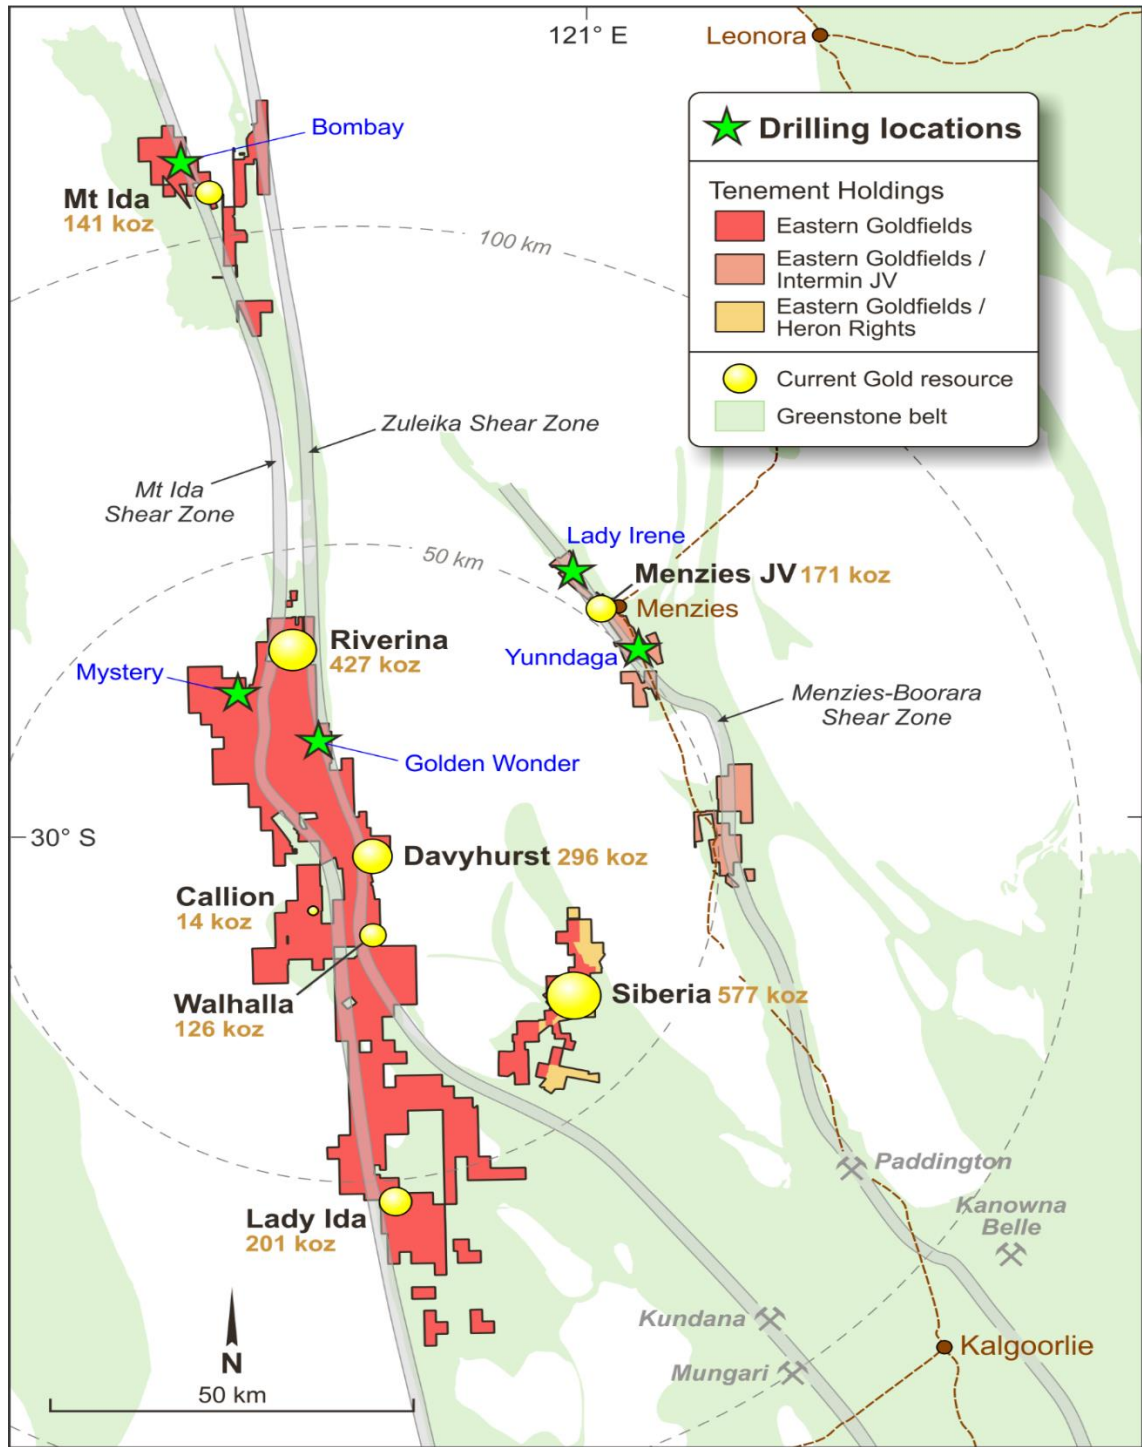 121° E
Leonora
Drilling locations
Tenement Holdings
Eastern Goldfields
Eastern Goldfields /
Intermin JV
Eastern Goldfields /
Heron Rights
Current Gold resource
Greenstone belt
Bombay
Mt Ida
141 koz
100 km
Zuleika Shear Zone
Mt Ida
Shear Zone
50 km
Lady Irene
Menzies JV 171 koz
Menzies
Riverina
427 koz
Mystery
Yunndaga
Menzies-Boorara
Shear Zone
Golden Wonder
30° S
Davyhurst 296 koz
Callion
14 koz
Walhalla
126 koz
Siberia 577 koz
Paddington
Kanowna
Belle
Lady Ida
201 koz
Kundana
Mungari
Kalgoorlie
N
50 km